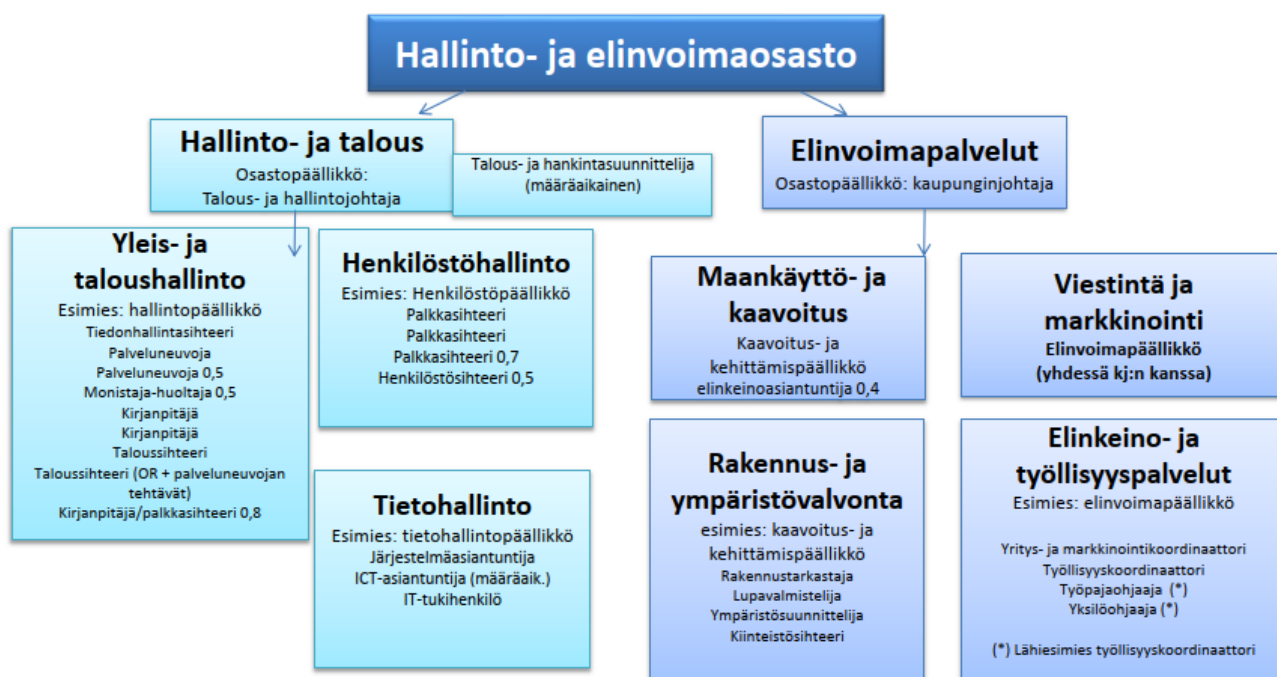 Hallinto- ja elinvoimaosasto
Hallinto- ja talous
Osastopäällikkö:
Talous- ja hallintojohtaja
Talous- ja hankintasuunnittelija
(määräaikainen)
Elinvoimapalvelut
Osastopäällikkö: kaupunginjohtaja
Yleis- ja
taloushallinto
Esimies: hallintopäällikkö
Tiedonhallintasihteeri
Palveluneuvoja
Palveluneuvoja 0,5
Monistaja-huoltaja 0,5
Kirjanpitäjä
Kirjanpitäjä
Taloussihteeri
Taloussihteeri (OR + palveluneuvojan
tehtävät)
Kirjanpitäjä/palkkasihteeri 0,8
Henkilöstöhallinto
Esimies: Henkilöstöpäällikkö
Palkkasihteeri
Palkkasihteeri
Palkkasihteeri 0,7
Henkilöstösihteeri 0,5
Tietohallinto
Esimies: tietohallintopäällikkö
Järjestelmäasiantuntija
ICT-asiantuntija (määräaik.)
IT-tukihenkilö
Maankäyttö- ja
kaavoitus
Kaavoitus- ja
kehittämispäällikkö
elinkeinoasiantuntija 0,4
Viestintä ja
markkinointi
Elinvoimapäällikkö
(yhdessä kj:n kanssa)
Rakennus- ja
ympäristövalvonta
esimies: kaavoitus- ja
kehittämispäällikkö
Rakennustarkastaja
Lupavalmistelija
Ympäristösuunnittelija
Kiinteistösihteeri
Elinkeino- ja
työllisyyspalvelut
Esimies: elinvoimapäällikkö
Yritys- ja markkinointikoordinaattori
Työllisyyskoordinaattori
Työpajaohjaaja (*)
Yksilöohjaaja (*)
(*) Lähiesimies työllisyyskoordinaattori